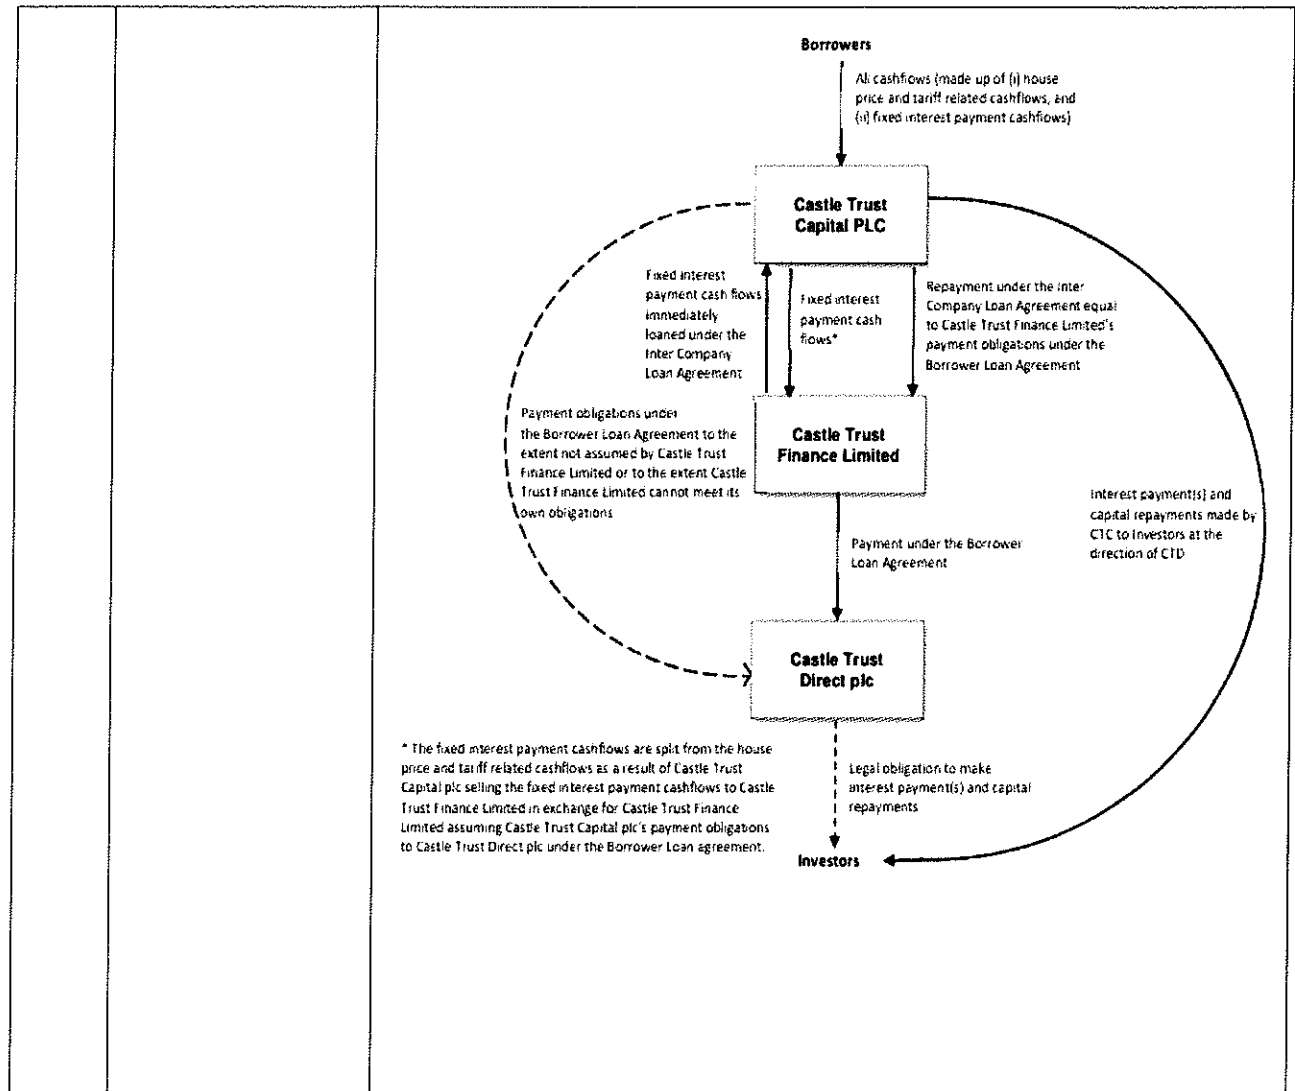 Borrowers
All cashflows (made up of (i) house
price and tariff related cashflows, and
(ii) fixed interest payment cashflows)
Castle Trust
Capital PLC
Fixed interest
payment cash flows
immediately
loaned under the
Inter Company
Loan Agreement
Fixed interest
payment cash
flows*
Repayment under the Inter
Company Loan Agreement equal
to Castle Trust Finance Limited's
payment obligations under the
Borrower Loan Agreement
Payment obligations under
the Borrower Loan Agreement to the
extent not assumed by Castle Trust
Finance Limited or to the extent Castle
Trust Finance Limited cannot meet its
own obligations
Castle Trust
Finance Limited
Interest payment(s) and
capital repayments made by
CTC to Investors at the
direction of CTD
Payment under the Borrower
Loan Agreement
Castle Trust
Direct plc
* The fixed interest payment cashflows are split from the house
price and tariff related cashflows as a result of Castle Trust
Capital plc selling the fixed interest payment cashflows to Castle
Trust Finance Limited in exchange for Castle Trust Finance
Limited assuming Castle Trust Capital plc's payment obligations
to Castle Trust Direct plc under the Borrower Loan agreement.
Legal obligation to make
interest payment(s) and capital
repayments
Investors